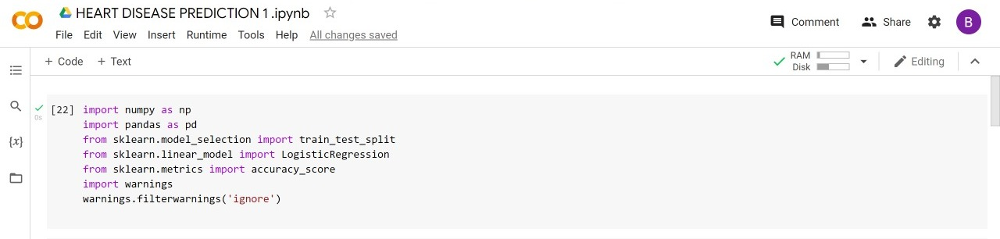 HEART DISEASE PREDICTION 1 .ipynb
File Edit View Insert Runtime Tools Help All changes saved
Comment Share B
+ Code + Text
RAM
Disk
Editing
{x}
0s
[22] import numpy as np
import pandas as pd
from sklearn.model_selection import train_test_split
from sklearn.linear_model import LogisticRegression
from sklearn.metrics import accuracy_score
import warnings
warnings.filterwarnings('ignore')